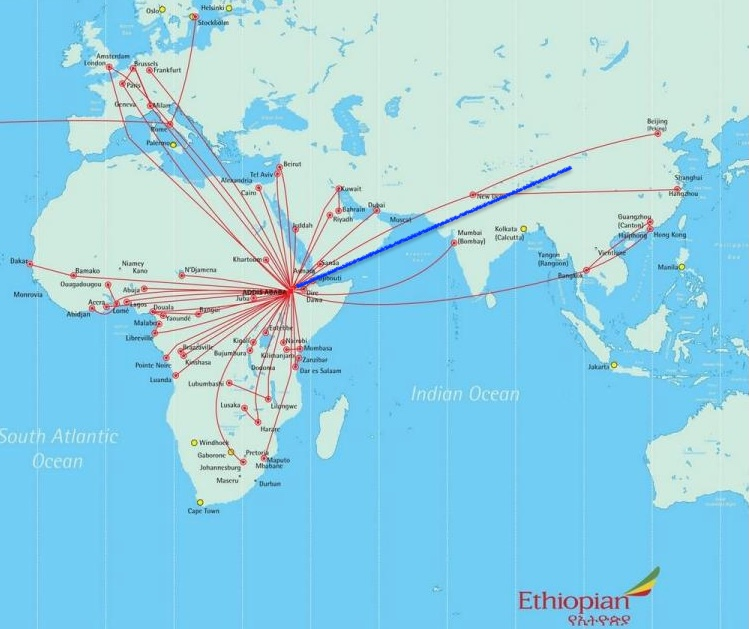 Oslo
Helsinki
Stockholm
Amsterdam
London
Brussels
Frankfurt
Paris
Geneva
Milan
Rome
Palermo
Beijing
(Peking)
Beirut
Tel Aviv
Alexandria
Cairo
Kuwait
Bahrain
Riyadh
Dubai
Muscat
New Delhi
Shanghai
Hangzhou
Jeddah
Guangzhou
(Canton)
Hong Kong
Mumbai
(Bombay)
Kolkata
(Calcutta)
Yangon
(Rangoon)
Vientiane
Bangkok
Manila
Dakar
Bamako
Niamey
Kano
N'Djamena
Khartoum
Sanaa
Asmara
Djibouti
Ouagadougou
Monrovia
Abuja
ADDIS ABABA
Dire
Dawa
Juba
Accra
Lagos
Lomé
Abidjan
Douala
Bangui
Malabo
Yaoundé
Libreville
Entebbe
Kigali
Nairobi
Bujumbura
Mombasa
Kilimanjaro
Zanzibar
Dodoma
Dar es Salaam
Brazzaville
Kinshasa
Pointe Noire
Luanda
Lubumbashi
Jakarta
Indian Ocean
Lusaka
Lilongwe
Harare
South Atlantic
Ocean
Windhoek
Gaborone
Pretoria
Maputo
Johannesburg
Mbabane
Maseru
Durban
Cape Town
Ethiopian
የኢትዮጵያ